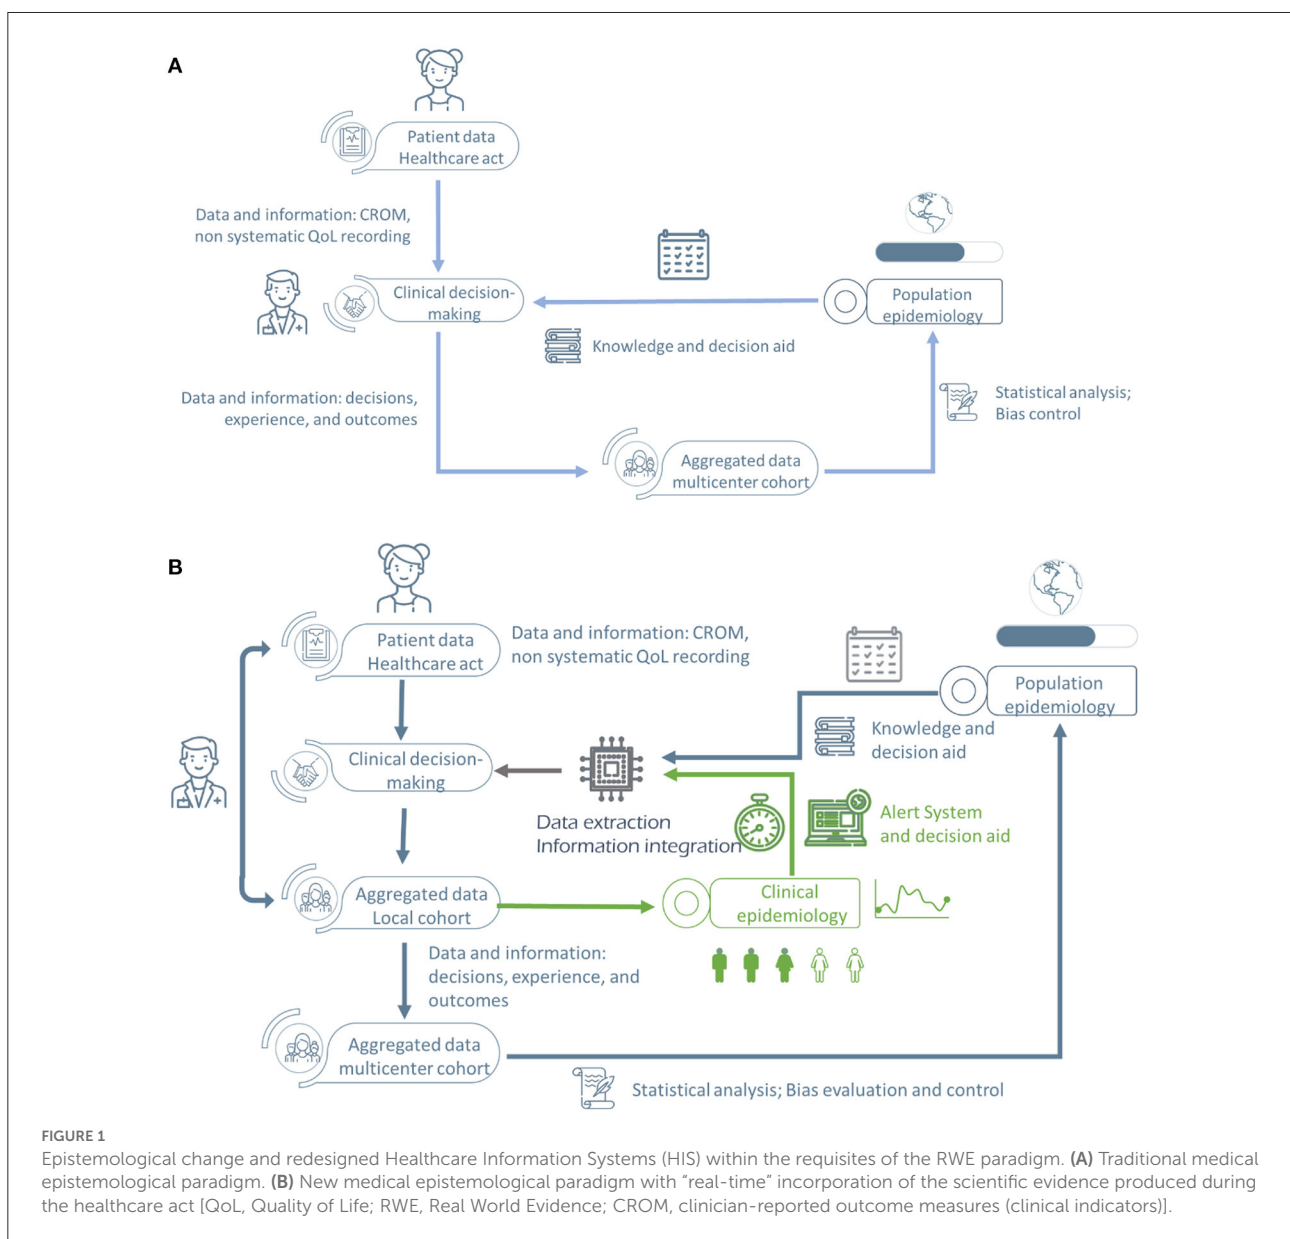 A
Patient data
Healthcare act
Data and information: CROM,
non systematic QoL recording
Clinical decision-
making
Population
epidemiology
Knowledge and decision aid
Data and information: decisions,
experience, and outcomes
Statistical analysis;
Bias control
Aggregated data
multicenter cohort
B
Patient data
Healthcare act
Data and information: CROM,
non systematic QoL recording
Population
epidemiology
Knowledge and
decision aid
Clinical decision-
making
Data extraction
Information integration
Alert System
and decision aid
Aggregated data
Local cohort
Clinical
epidemiology
Data and information:
decisions, experience, and
outcomes
Aggregated data
multicenter cohort
Statistical analysis; Bias evaluation and control
FIGURE 1
Epistemological change and redesigned Healthcare Information Systems (HIS) within the requisites of the RWE paradigm. (A) Traditional medical
epistemological paradigm. (B) New medical epistemological paradigm with “real-time” incorporation of the scientific evidence produced during
the healthcare act [QoL, Quality of Life; RWE, Real World Evidence; CROM, clinician-reported outcome measures (clinical indicators)].